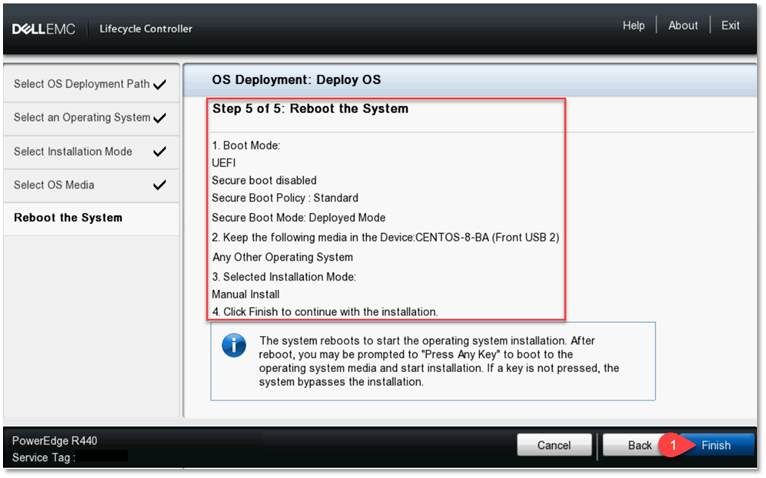 DELLEMC Lifecycle Controller
Help About Exit
Select OS Deployment Path
Select an Operating System
Select Installation Mode
Select OS Media
Reboot the System
OS Deployment: Deploy OS
Step 5 of 5: Reboot the System
1. Boot Mode:
UEFI
Secure boot disabled
Secure Boot Policy : Standard
Secure Boot Mode: Deployed Mode
2. Keep the following media in the Device:CENTOS-8-BA (Front USB 2)
Any Other Operating System
3. Selected Installation Mode:
Manual Install
4. Click Finish to continue with the installation.
The system reboots to start the operating system installation. After
reboot, you may be prompted to "Press Any Key" to boot to the
operating system media and start installation. If a key is not pressed, the
system bypasses the installation.
PowerEdge R440
Service Tag :
Cancel Back 1 Finish